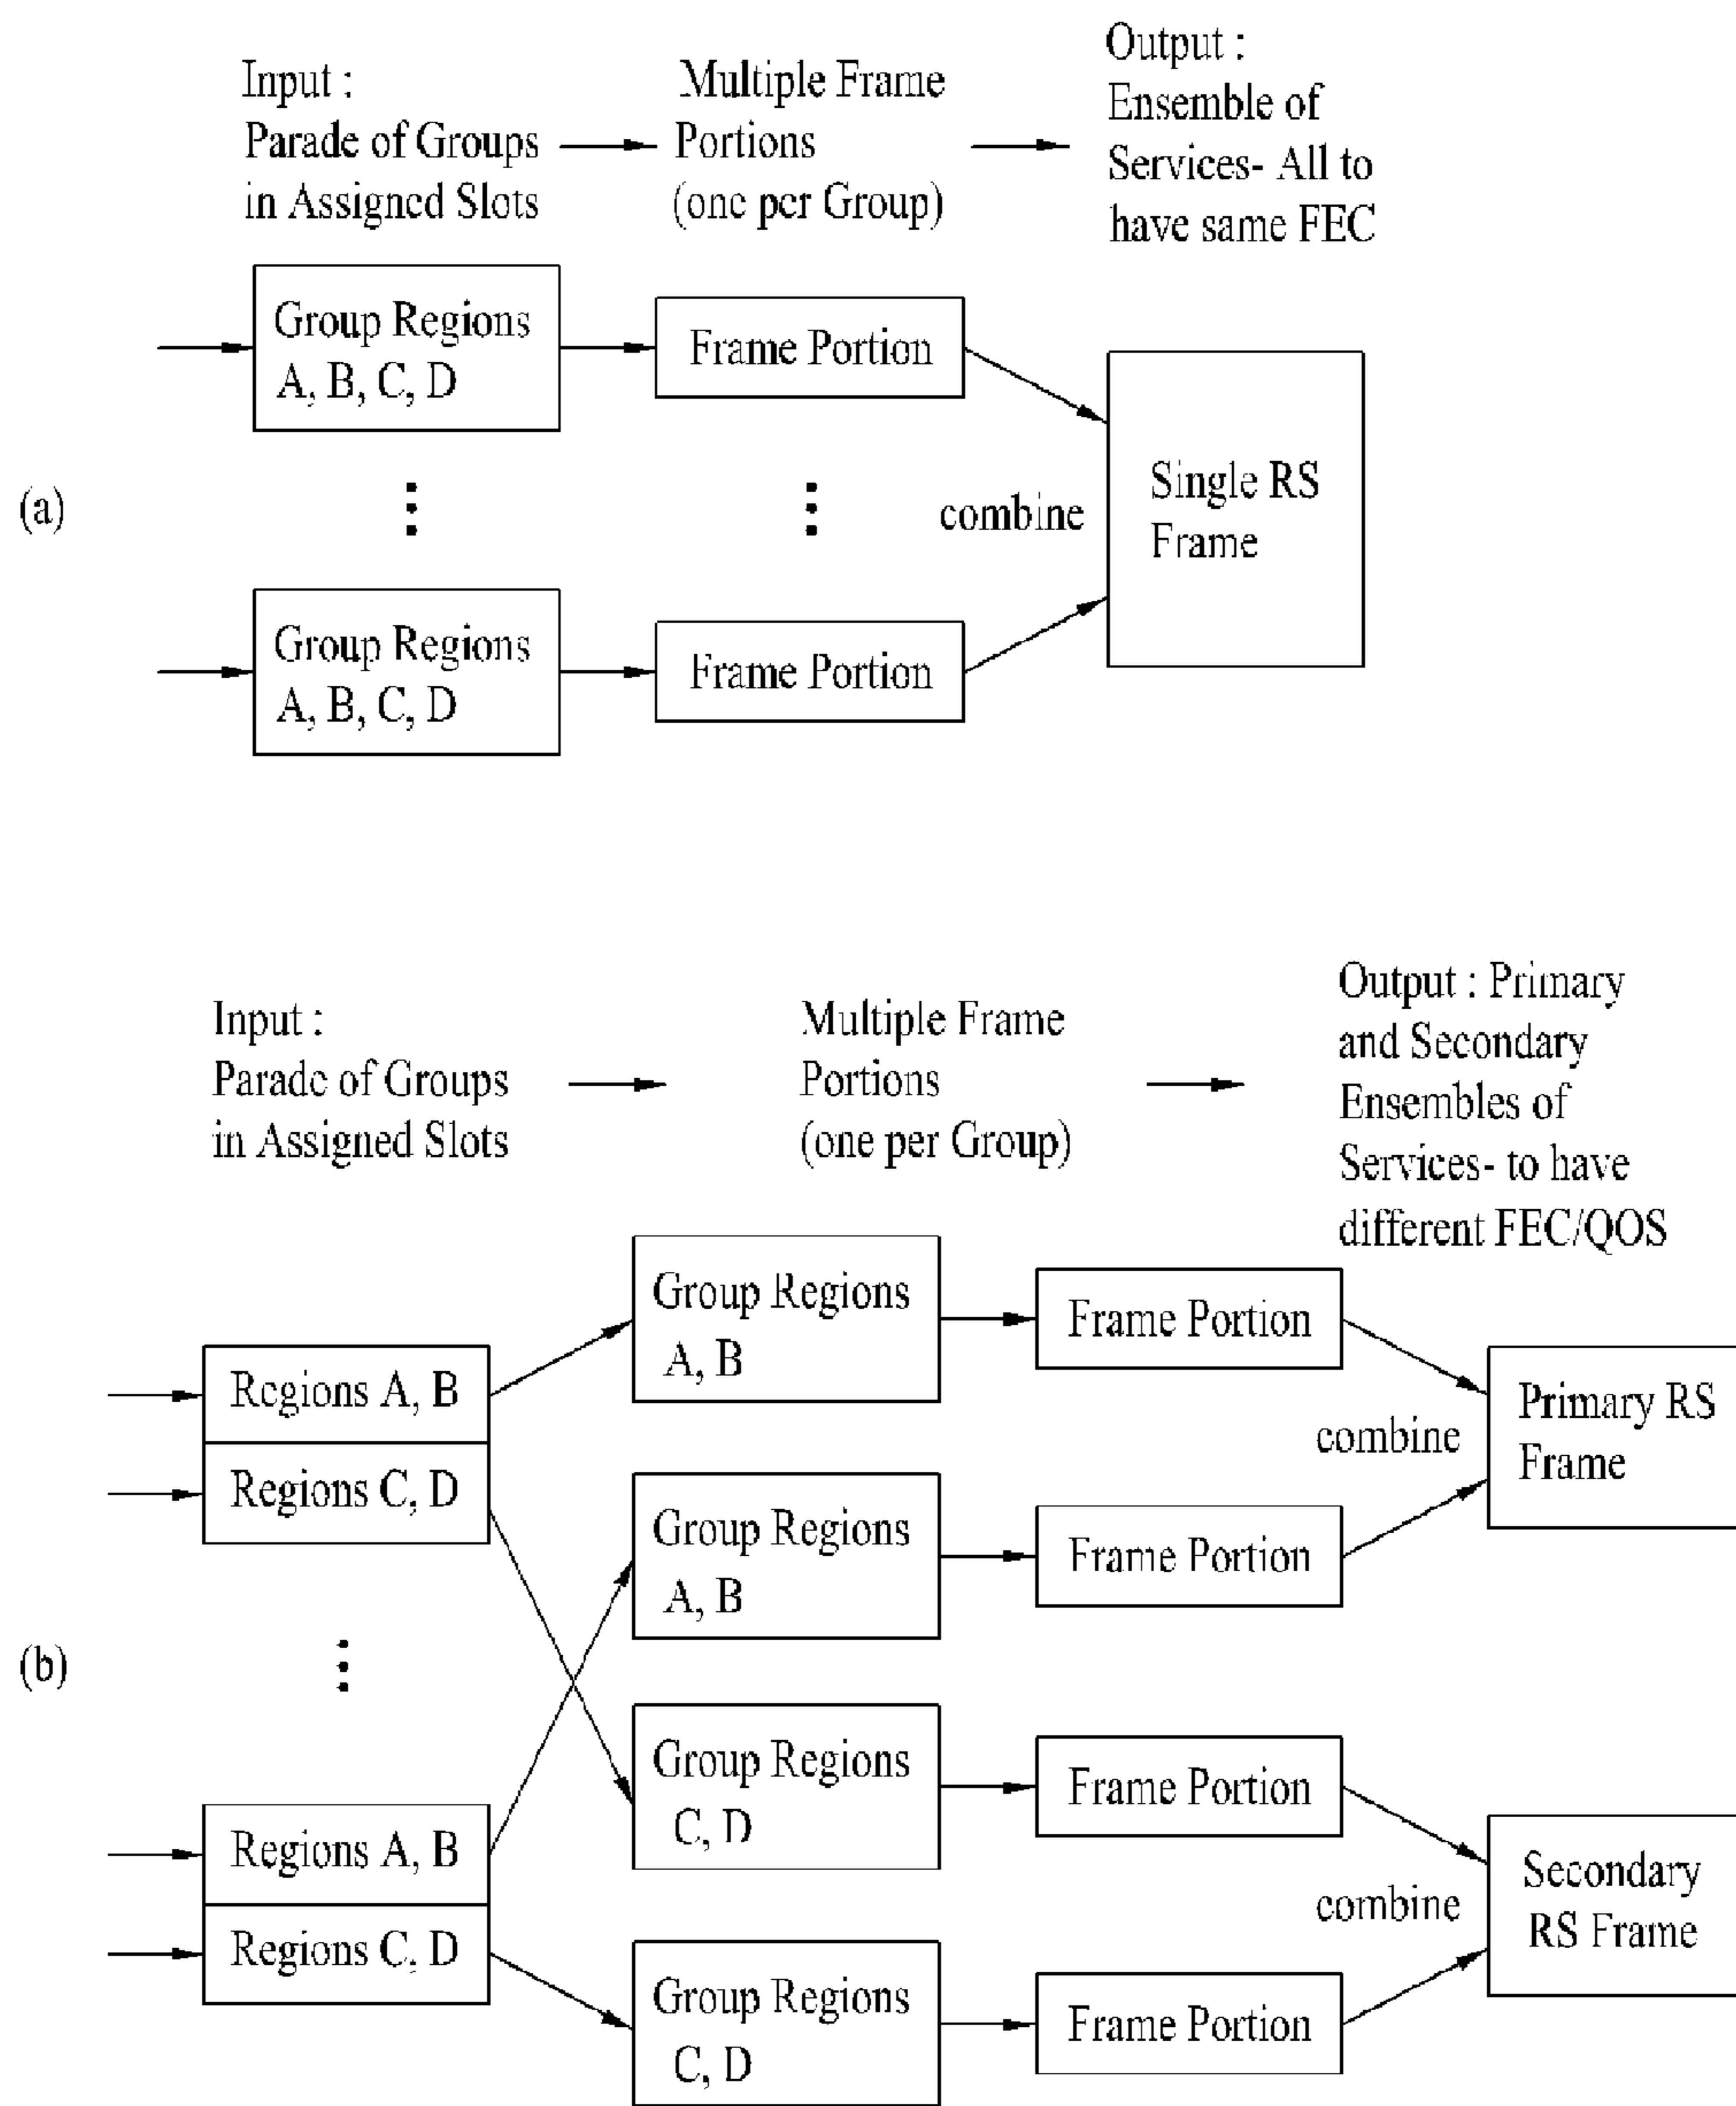 Input :
Parade of Groups
in Assigned Slots
Multiple Frame
Portions
(one per Group)
Output :
Ensemble of
Services- All to
have same FEC
(a)
Group Regions
A, B, C, D
Frame Portion
combine
Single RS
Frame
Group Regions
A, B, C, D
Frame Portion
Input :
Parade of Groups
in Assigned Slots
Multiple Frame
Portions
(one per Group)
Output : Primary
and Secondary
Ensembles of
Services- to have
different FEC/QOS
(b)
Regions A, B
Regions C, D
Regions A, B
Regions C, D
Group Regions
A, B
Frame Portion
Group Regions
A, B
Frame Portion
combine
Primary RS
Frame
Group Regions
C, D
Frame Portion
Group Regions
C, D
Frame Portion
combine
Secondary
RS Frame